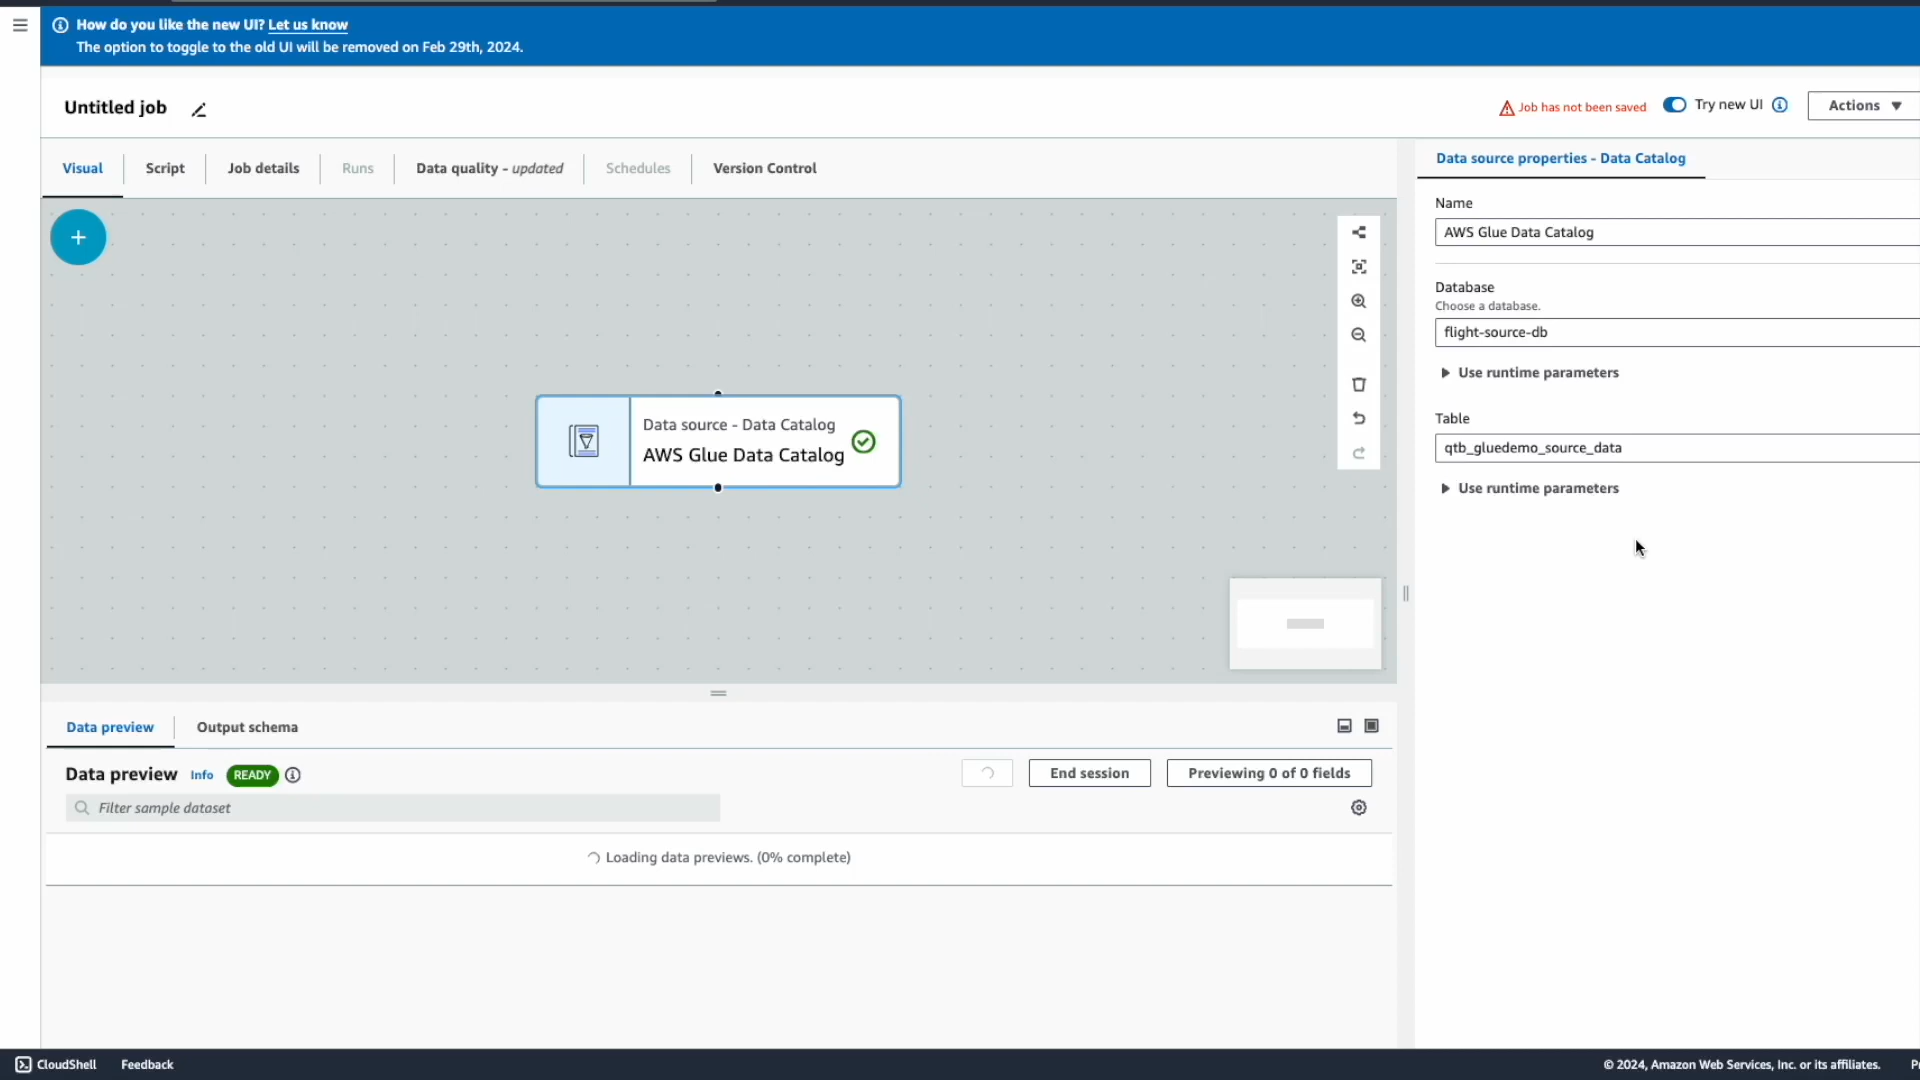 How do you like the new UI? Let us know
The option to toggle to the old UI will be removed on Feb 29th, 2024.
Untitled job
Job has not been saved
Try new UI
Actions
Visual
Script
Job details
Runs
Data quality - updated
Schedules
Version Control
Data source - Data Catalog
AWS Glue Data Catalog
Data source properties - Data Catalog
Name
AWS Glue Data Catalog
Database
Choose a database.
flight-source-db
Use runtime parameters
Table
qtb_gluedemo_source_data
Use runtime parameters
Data preview
Output schema
Data preview Info READY
End session
Previewing 0 of 0 fields
Filter sample dataset
Loading data previews. (0% complete)
CloudShell
Feedback
© 2024, Amazon Web Services, Inc. or its affiliates.